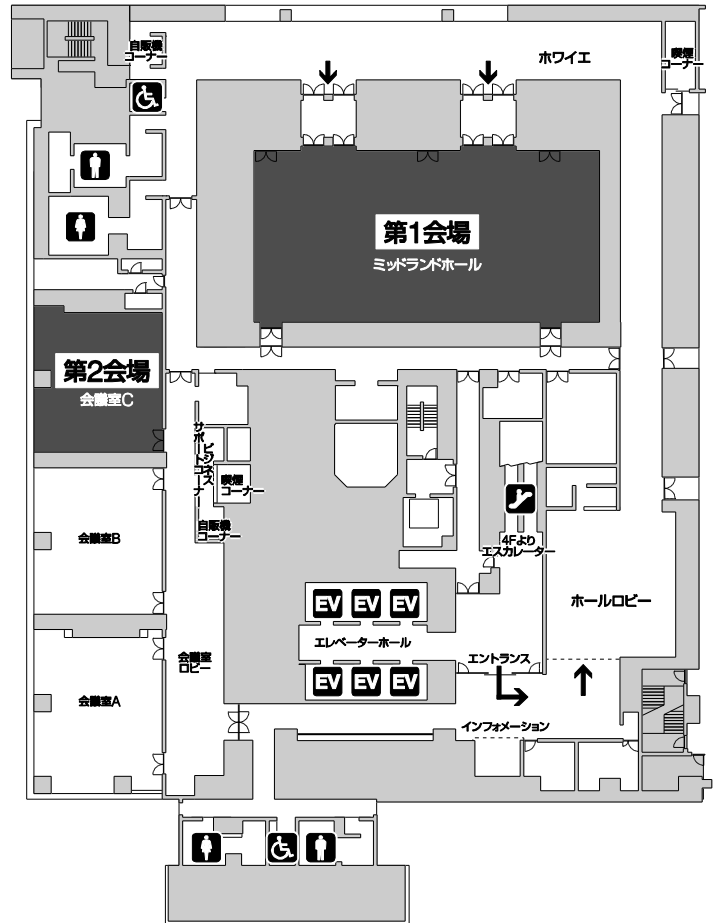 自販機
コーナー
ホワイエ
喫煙
コーナー
第1会場
ミッドランドホール
第2会場
会議室C
ビジネス
サポートコーナー
喫煙
コーナー
自販機
コーナー
4Fより
エスカレーター
会議室B
ホールロビー
EV EV EV
エレベーターホール
EV EV EV
会議室
ロビー
エントランス
会議室A
インフォメーション